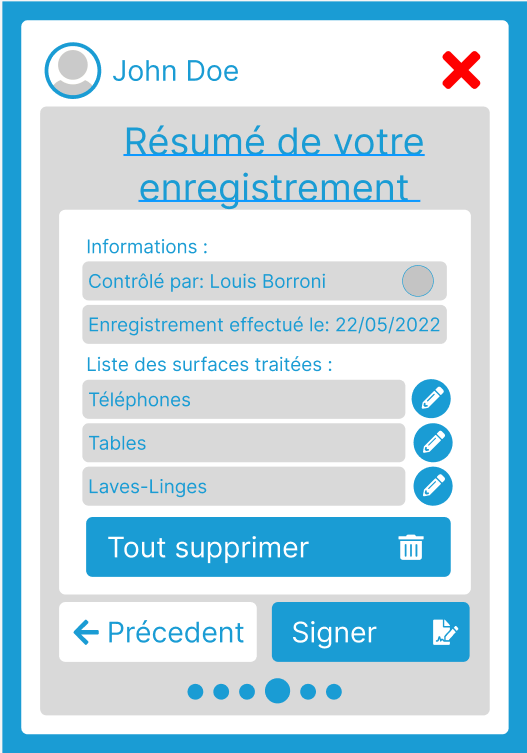 John Doe
Résumé de votre
enregistrement
Informations :
Contrôlé par: Louis Borroni
Enregistrement effectué le: 22/05/2022
Liste des surfaces traitées :
Téléphones
Tables
Laves-Linges
Tout supprimer
Précedent
Signer